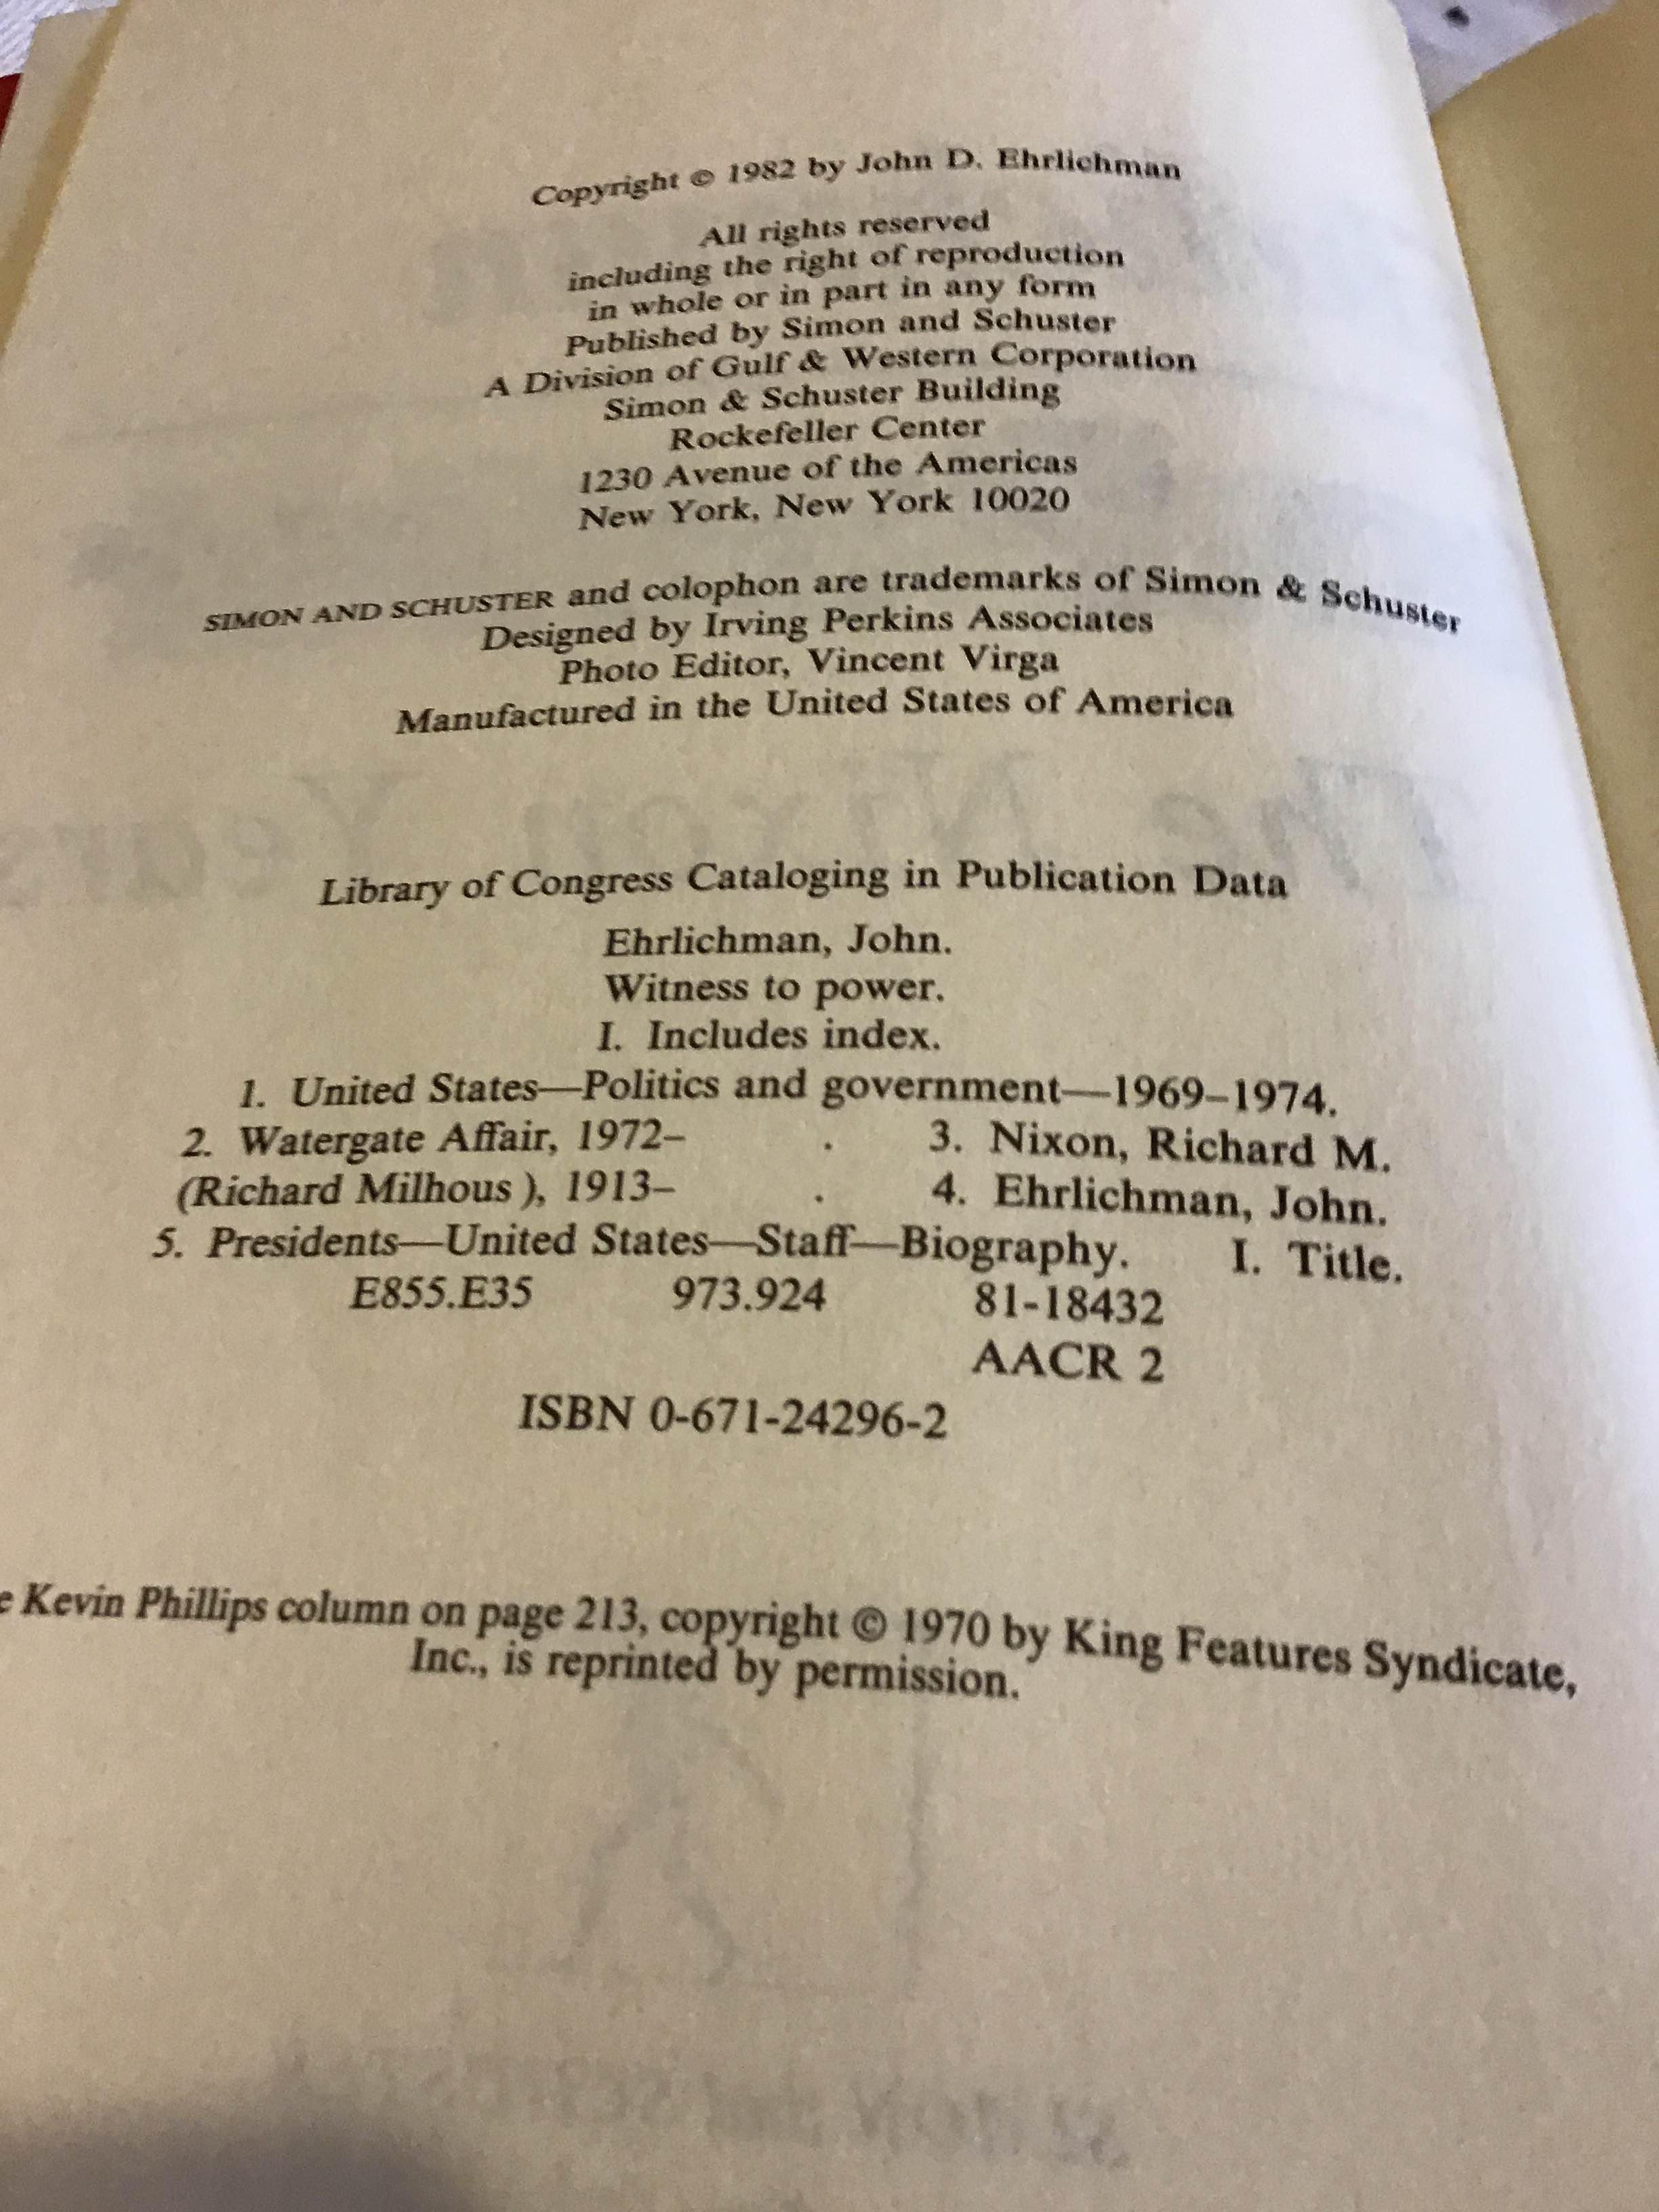 Copyright © 1982 by John D. Ehrlichman
All rights reserved
including the right of reproduction
in whole or in part in any form
Published by Simon and Schuster
A Division of Gulf & Western Corporation
Simon & Schuster Building
Rockefeller Center
1230 Avenue of the Americas
New York, New York 10020
SIMON AND SCHUSTER and colophon are trademarks of Simon & Schuster
Designed by Irving Perkins Associates
Photo Editor, Vincent Virga
Manufactured in the United States of America
Library of Congress Cataloging in Publication Data
Ehrlichman, John.
Witness to power.
I. Includes index.
1. United States—Politics and government—1969–1974.
2. Watergate Affair, 1972– . 3. Nixon, Richard M.
(Richard Milhous ), 1913– . 4. Ehrlichman, John.
5. Presidents—United States—Staff—Biography. I. Title.
E855.E35 973.924 81-18432
AACR 2
ISBN 0-671-24296-2
Kevin Phillips column on page 213, copyright © 1970 by King Features Syndicate,
Inc., is reprinted by permission.